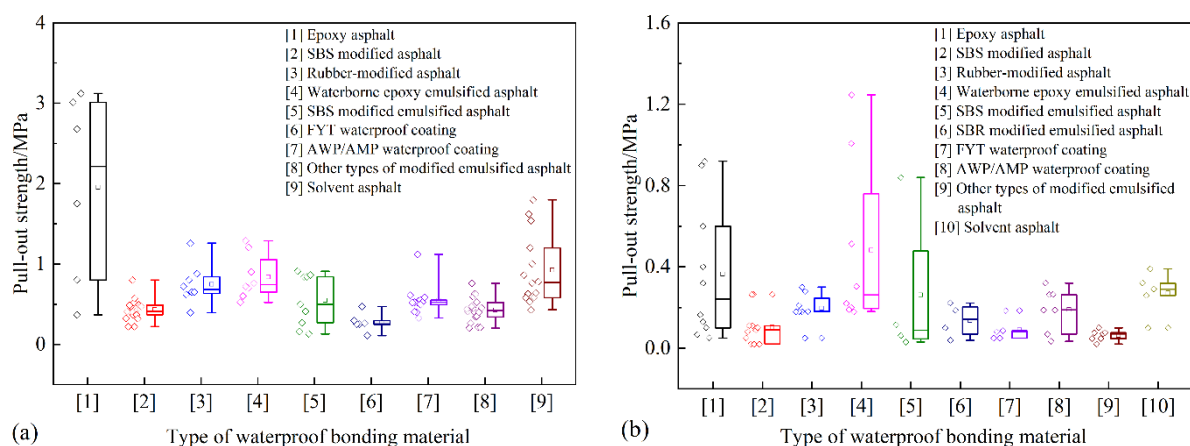 4
3
2
1
0
Pull-out strength/MPa
[1] Epoxy asphalt
[2] SBS modified asphalt
[3] Rubber-modified asphalt
[4] Waterborne epoxy emulsified asphalt
[5] SBS modified emulsified asphalt
[6] FYT waterproof coating
[7] AWP/AMP waterproof coating
[8] Other types of modified emulsified asphalt
[9] Solvent asphalt
[1] [2] [3] [4] [5] [6] [7] [8] [9]
(a)
Type of waterproof bonding material
1.6
1.2
0.8
0.4
0.0
Pull-out strength/MPa
[1] Epoxy asphalt
[2] SBS modified asphalt
[3] Rubber-modified asphalt
[4] Waterborne epoxy emulsified asphalt
[5] SBS modified emulsified asphalt
[6] SBR modified emulsified asphalt
[7] FYT waterproof coating
[8] AWP/AMP waterproof coating
[9] Other types of modified emulsified
asphalt
[10] Solvent asphalt
[1] [2] [3] [4] [5] [6] [7] [8] [9] [10]
(b)
Type of waterproof bonding material